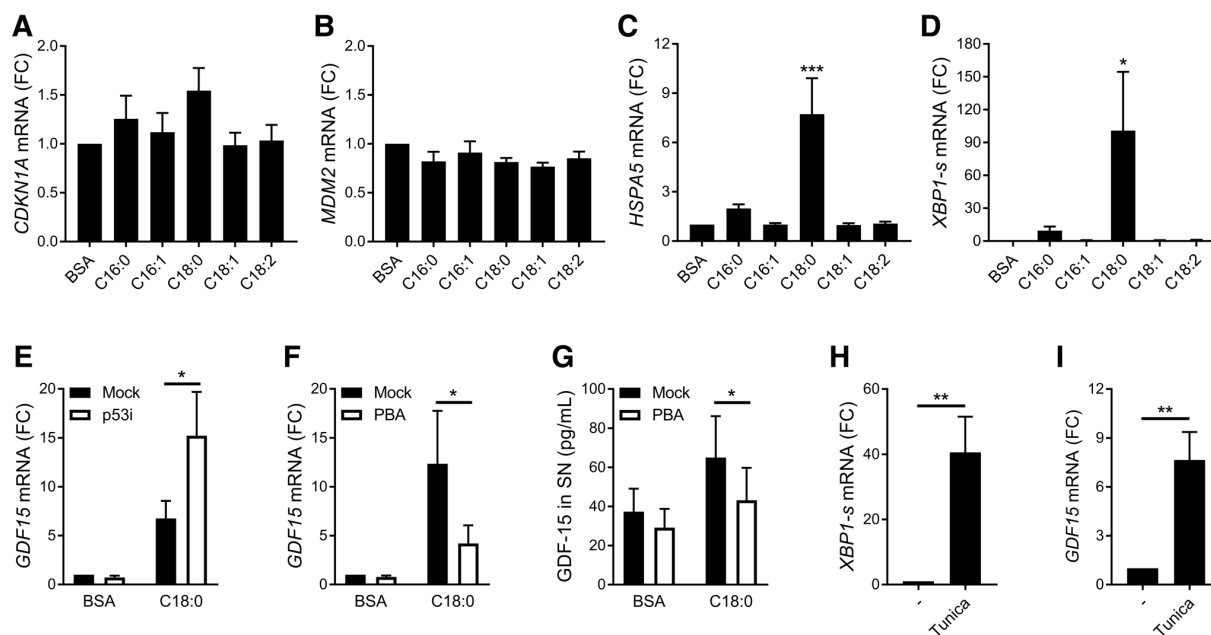 A
CDKN1A mRNA (FC)
2.0
1.5
1.0
0.5
0.0
BSA
C16:0
C16:1
C18:0
C18:1
C18:2
B
MDM2 mRNA (FC)
2.0
1.5
1.0
0.5
0.0
BSA
C16:0
C16:1
C18:0
C18:1
C18:2
C
HSPA5 mRNA (FC)
12
9
6
3
0
***
BSA
C16:0
C16:1
C18:0
C18:1
C18:2
D
XBP1-s mRNA (FC)
180
150
120
90
60
30
0
*
BSA
C16:0
C16:1
C18:0
C18:1
C18:2
E
GDF15 mRNA (FC)
20
15
10
5
0
Mock
p53i
*
BSA
C18:0
F
GDF15 mRNA (FC)
20
15
10
5
0
Mock
PBA
*
BSA
C18:0
G
GDF-15 in SN (pg/mL)
100
80
60
40
20
0
Mock
PBA
*
BSA
C18:0
H
XBP1-s mRNA (FC)
60
40
20
0
**
-
Tunica
I
GDF15 mRNA (FC)
12
9
6
3
0
**
-
Tunica